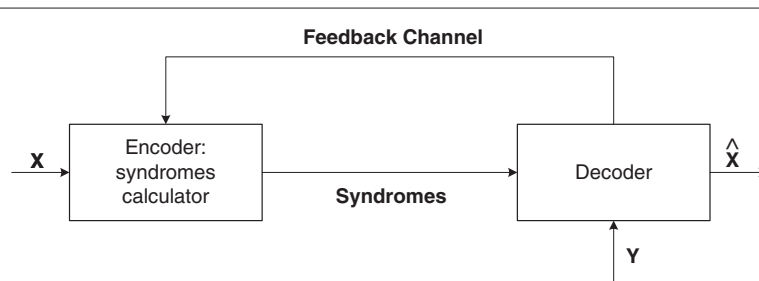 Feedback Channel
X
Encoder:
syndromes
calculator
Syndromes
Decoder
^
X
Y